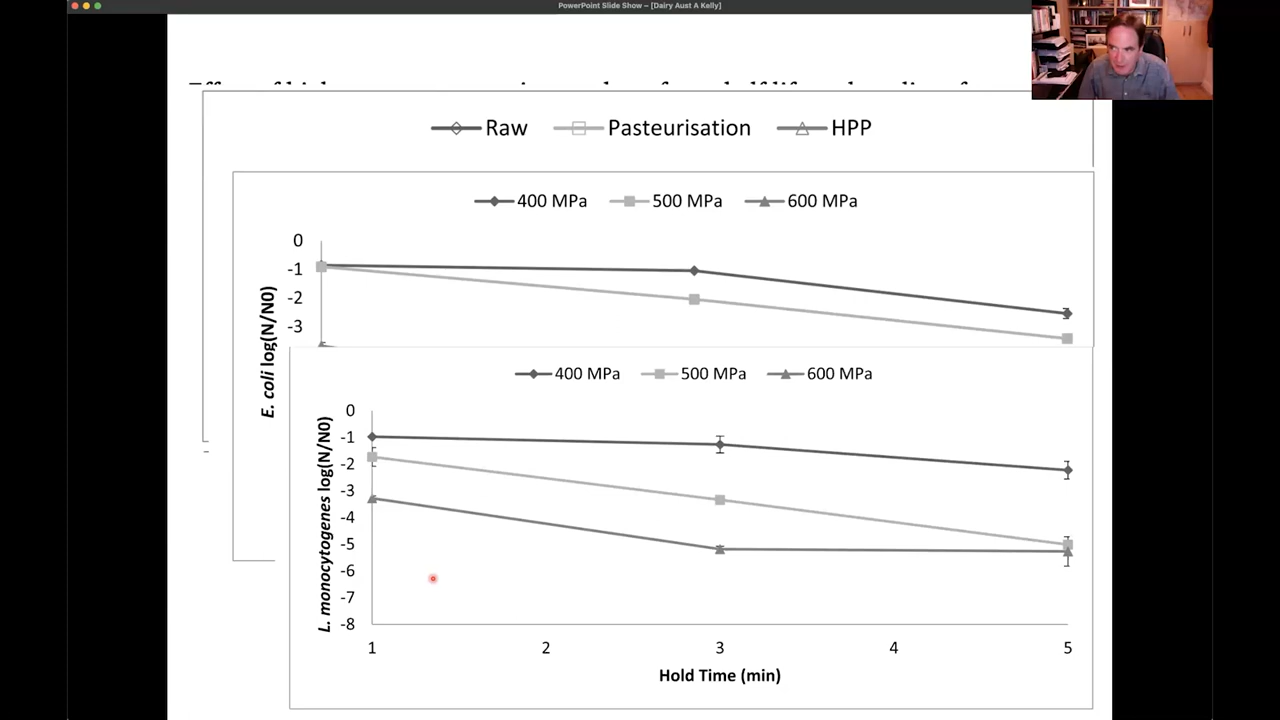 PowerPoint Slide Show – [Dairy Aust A Kelly]
Raw Pasteurisation HPP
400 MPa 500 MPa 600 MPa
0
-1
-2
-3
E. coli log(N/N0)
400 MPa 500 MPa 600 MPa
0
-1
-2
-3
-4
-5
-6
-7
-8
L. monocytogenes log(N/N0)
1 2 3 4 5
Hold Time (min)